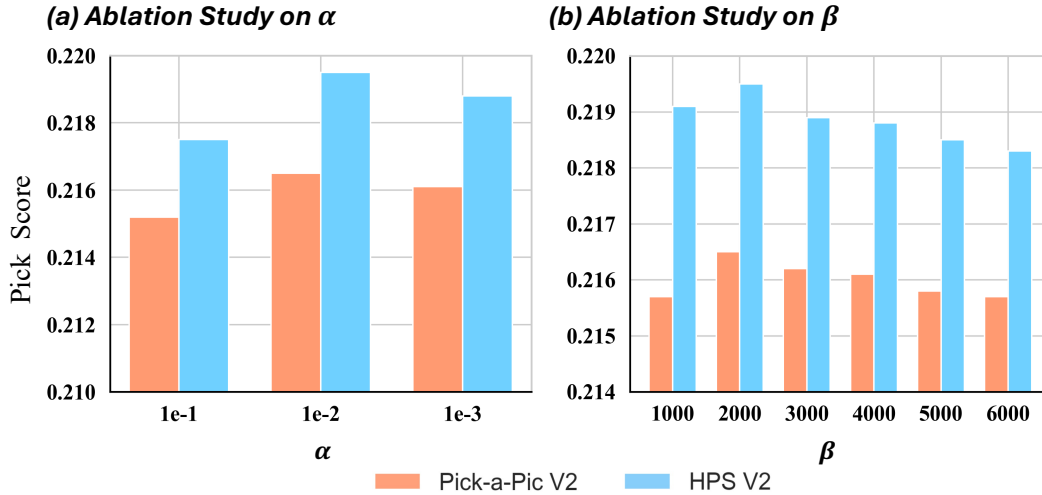 (a) Ablation Study on α
Pick Score
0.220
0.218
0.216
0.214
0.212
0.210
1e-1 1e-2 1e-3
α
(b) Ablation Study on β
0.220
0.219
0.218
0.217
0.216
0.215
0.214
1000 2000 3000 4000 5000 6000
β
Pick-a-Pic V2 HPS V2